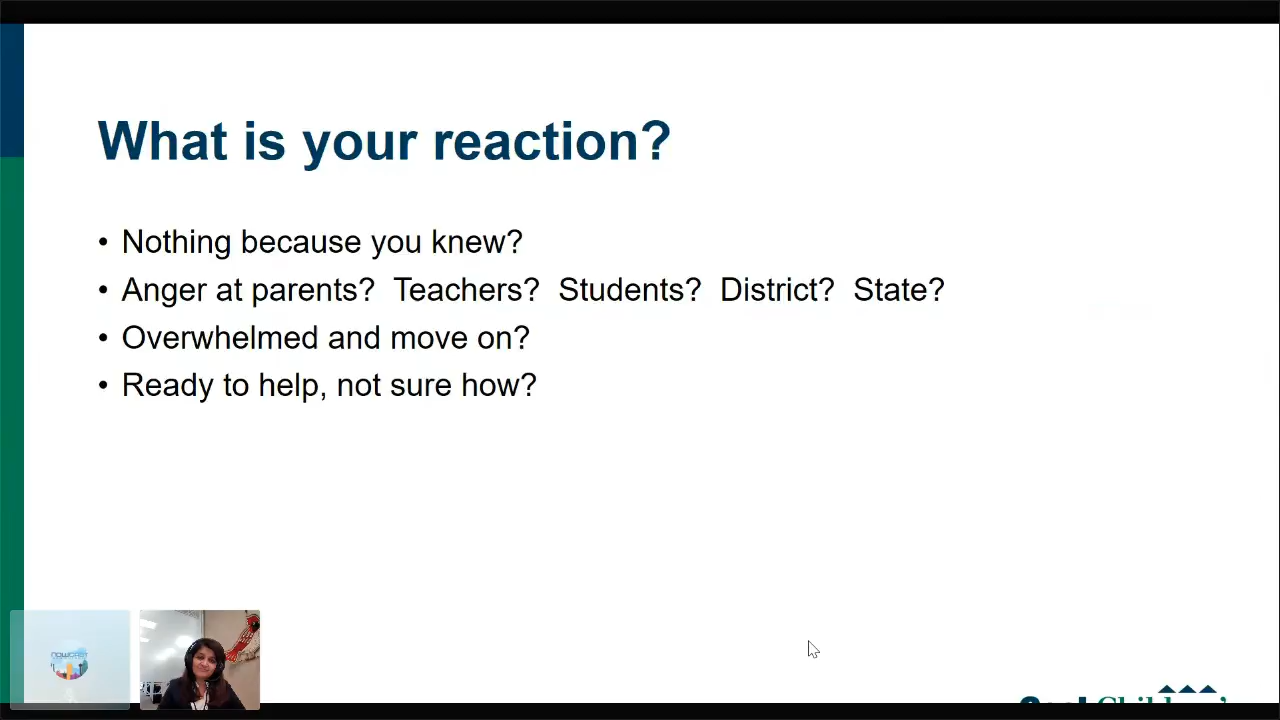 What is your reaction?
• Nothing because you knew?
• Anger at parents?  Teachers?  Students?  District?  State?
• Overwhelmed and move on?
• Ready to help, not sure how?
NOWCAST